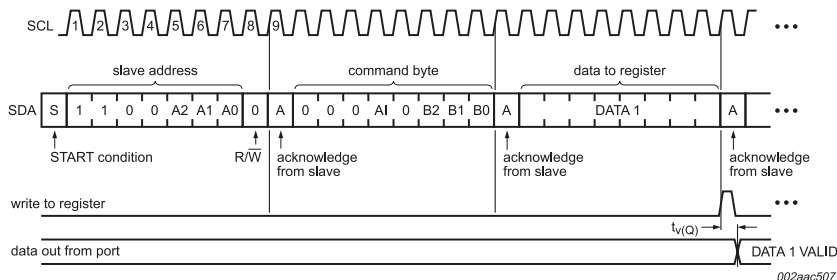 SCL 1 2 3 4 5 6 7 8 9
slave address command byte data to register
SDA S 1 1 0 0 A2 A1 A0 0 A 0 0 0 AI 0 B2 B1 B0 A DATA 1 A
START condition R/W acknowledge from slave acknowledge from slave acknowledge from slave
write to register
tv(Q)
data out from port DATA 1 VALID
002aac507